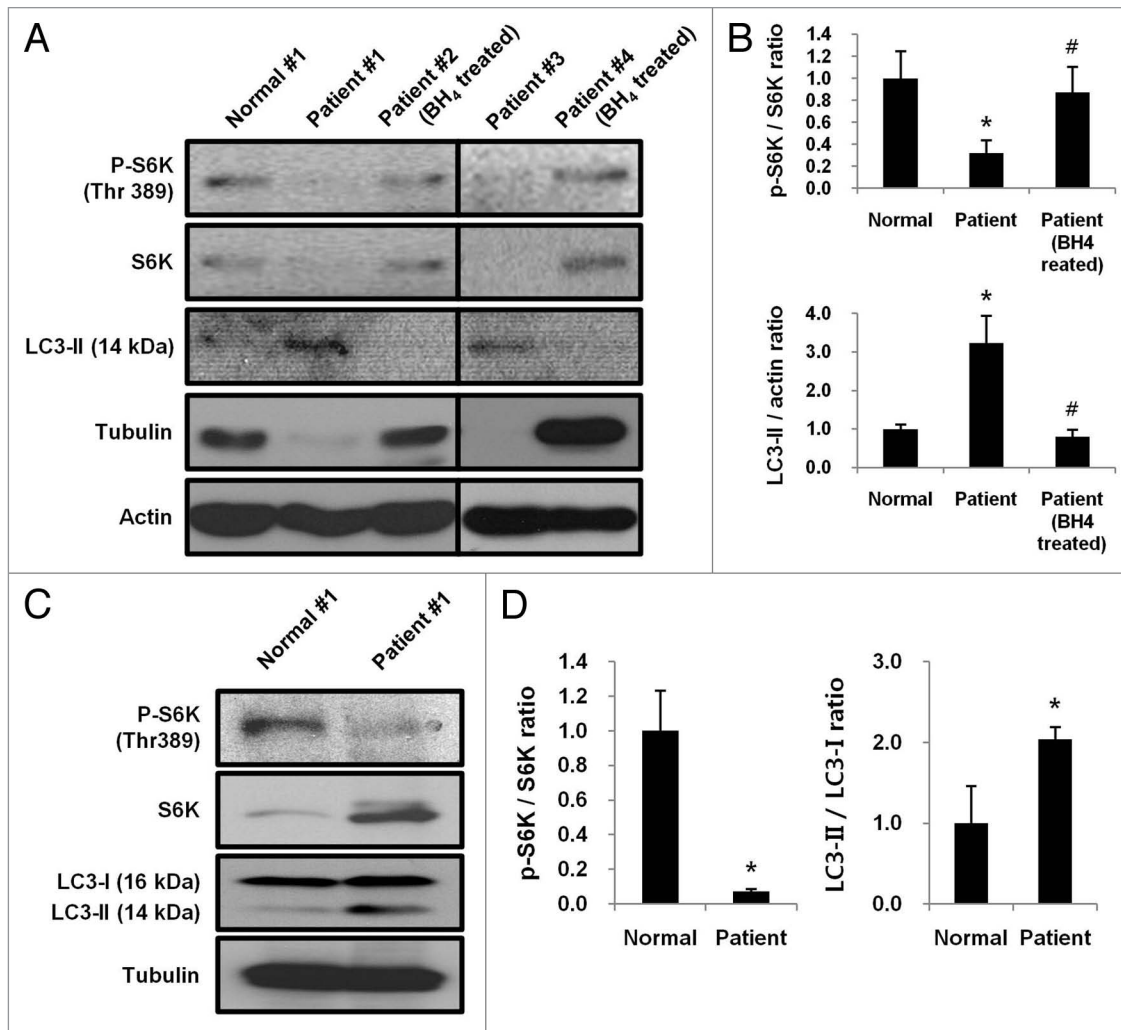 A
Normal #1
Patient #1
Patient #2
(BH4 treated)
Patient #3
Patient #4
(BH4 treated)
P-S6K
(Thr 389)
S6K
LC3-II (14 kDa)
Tubulin
Actin
B
p-S6K / S6K ratio
1.4
1.2
1.0
0.8
0.6
0.4
0.2
0.0
*
#
Normal
Patient
Patient
(BH4
reated)
LC3-II / actin ratio
4.0
3.0
2.0
1.0
0.0
*
#
Normal
Patient
Patient
(BH4
treated)
C
Normal #1
Patient #1
P-S6K
(Thr389)
S6K
LC3-I (16 kDa)
LC3-II (14 kDa)
Tubulin
D
p-S6K / S6K ratio
1.4
1.2
1.0
0.8
0.6
0.4
0.2
0.0
*
Normal
Patient
LC3-II / LC3-I ratio
3.0
2.0
1.0
0.0
*
Normal
Patient